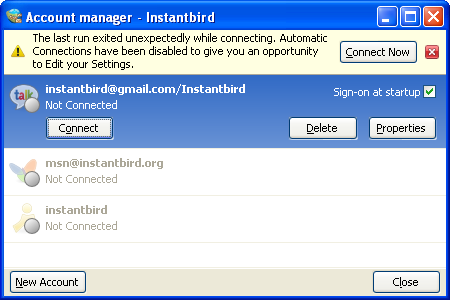 Account manager - Instantbird
The last run exited unexpectedly while connecting. Automatic
Connections have been disabled to give you an opportunity
to Edit your Settings.
Connect Now
talk
instantbird@gmail.com/Instantbird
Sign-on at startup
Not Connected
Connect
Delete
Properties
msn@instantbird.org
Not Connected
instantbird
Not Connected
New Account
Close